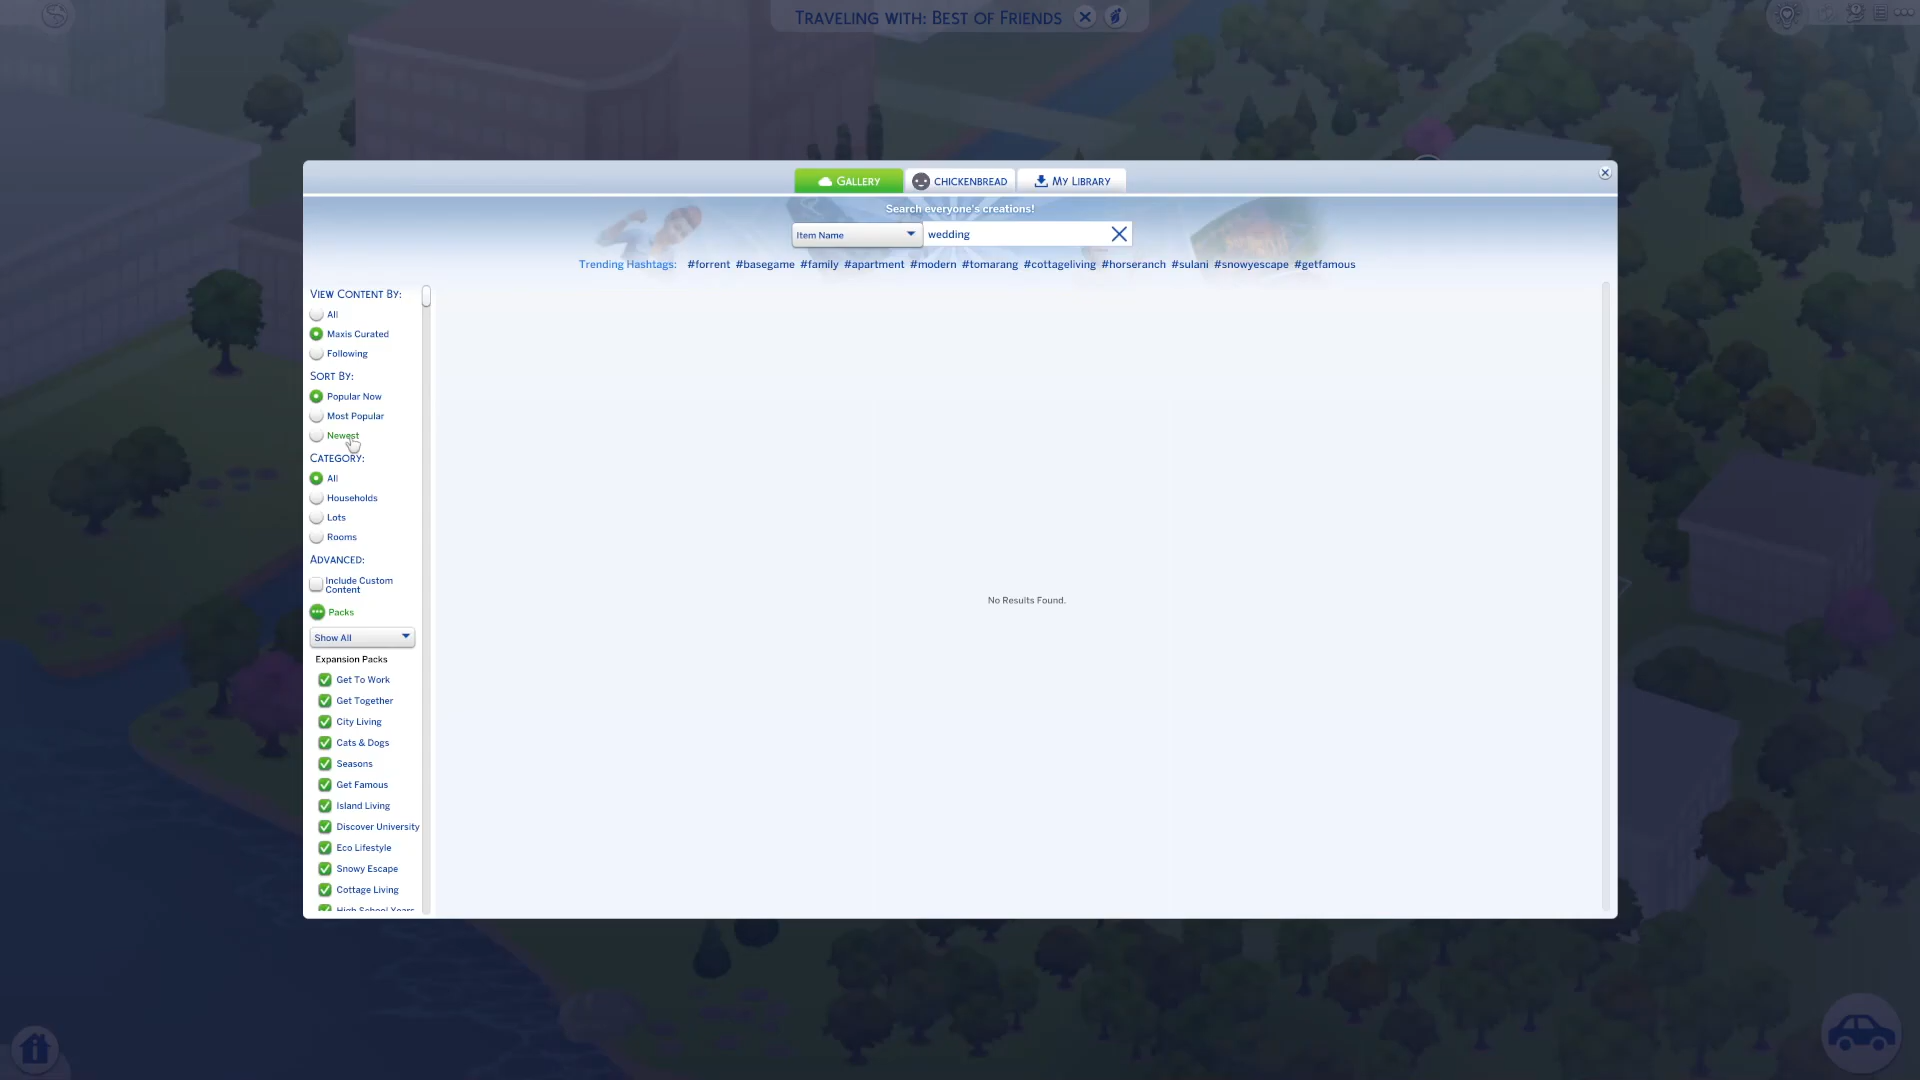 Traveling with: Best of Friends
Gallery
CHICKENBREAD
My Library
Search everyone's creations!
Item Name
wedding
Trending Hashtags: #forrent #basegame #family #apartment #modern #tomarang #cottageliving #horseranch #sulani #snowyescape #getfamous
View Content By:
All
Maxis Curated
Following
Sort By:
Popular Now
Most Popular
Newest
Category:
All
Households
Lots
Rooms
Advanced:
Include Custom
Content
Packs
Show All
Expansion Packs
Get To Work
Get Together
City Living
Cats & Dogs
Seasons
Get Famous
Island Living
Discover University
Eco Lifestyle
Snowy Escape
Cottage Living
High School Years
No Results Found.